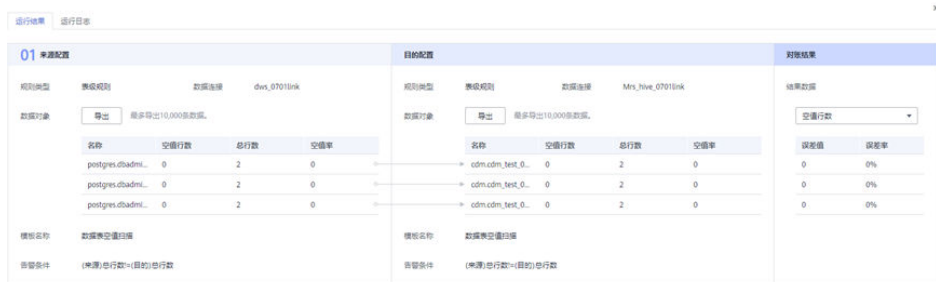 运行结果 运行日志
01 来源配置 目的配置 对账结果
规则类型 表级规则 数据连接 dws_0701link 规则类型 表级规则 数据连接 Mrs_hive_0701link 结果数据
数据对象 导出 最多导出10,000条数据。 数据对象 导出 最多导出10,000条数据。 空值行数
名称 空值行数 总行数 空值率 名称 空值行数 总行数 空值率 误差值 误差率
postgres.dbadmi... 0 2 0 cdm.cdm_test_0... 0 2 0 0 0%
postgres.dbadmi... 0 2 0 cdm.cdm_test_0... 0 2 0 0 0%
postgres.dbadmi... 0 2 0 cdm.cdm_test_0... 0 2 0 0 0%
模板名称 数据表空值扫描 模板名称 数据表空值扫描
告警条件 (来源)总行数!=(目的)总行数 告警条件 (来源)总行数!=(目的)总行数